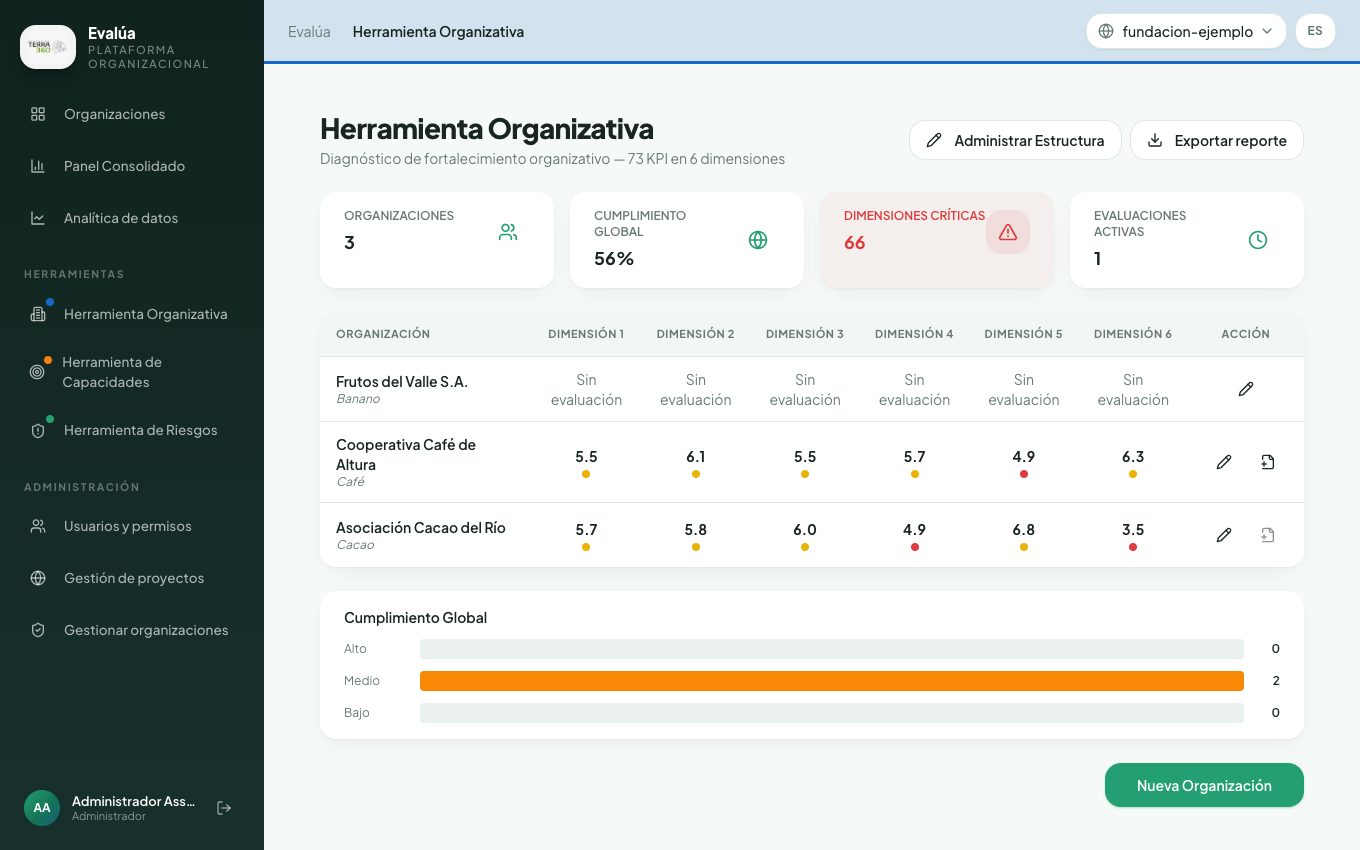 TERRA
360
Evalúa
PLATAFORMA
ORGANIZACIONAL
Organizaciones
Panel Consolidado
Analítica de datos
HERRAMIENTAS
Herramienta Organizativa
Herramienta de
Capacidades
Herramienta de Riesgos
ADMINISTRACIÓN
Usuarios y permisos
Gestión de proyectos
Gestionar organizaciones
AA
Administrador Ass…
Administrador
Evalúa / Herramienta Organizativa
fundacion-ejemplo
ES
Herramienta Organizativa
Diagnóstico de fortalecimiento organizativo — 73 KPI en 6 dimensiones
Administrar Estructura
Exportar reporte
ORGANIZACIONES
3
CUMPLIMIENTO
GLOBAL
56%
DIMENSIONES CRÍTICAS
66
EVALUACIONES
ACTIVAS
1
ORGANIZACIÓN DIMENSIÓN 1 DIMENSIÓN 2 DIMENSIÓN 3 DIMENSIÓN 4 DIMENSIÓN 5 DIMENSIÓN 6 ACCIÓN
Frutos del Valle S.A.
Banano
Sin Sin Sin Sin Sin Sin
evaluación evaluación evaluación evaluación evaluación evaluación
Cooperativa Café de
Altura
Café
5.5 6.1 5.5 5.7 4.9 6.3
Asociación Cacao del Río
Cacao
5.7 5.8 6.0 4.9 6.8 3.5
Cumplimiento Global
Alto 0
Medio 2
Bajo 0
Nueva Organización